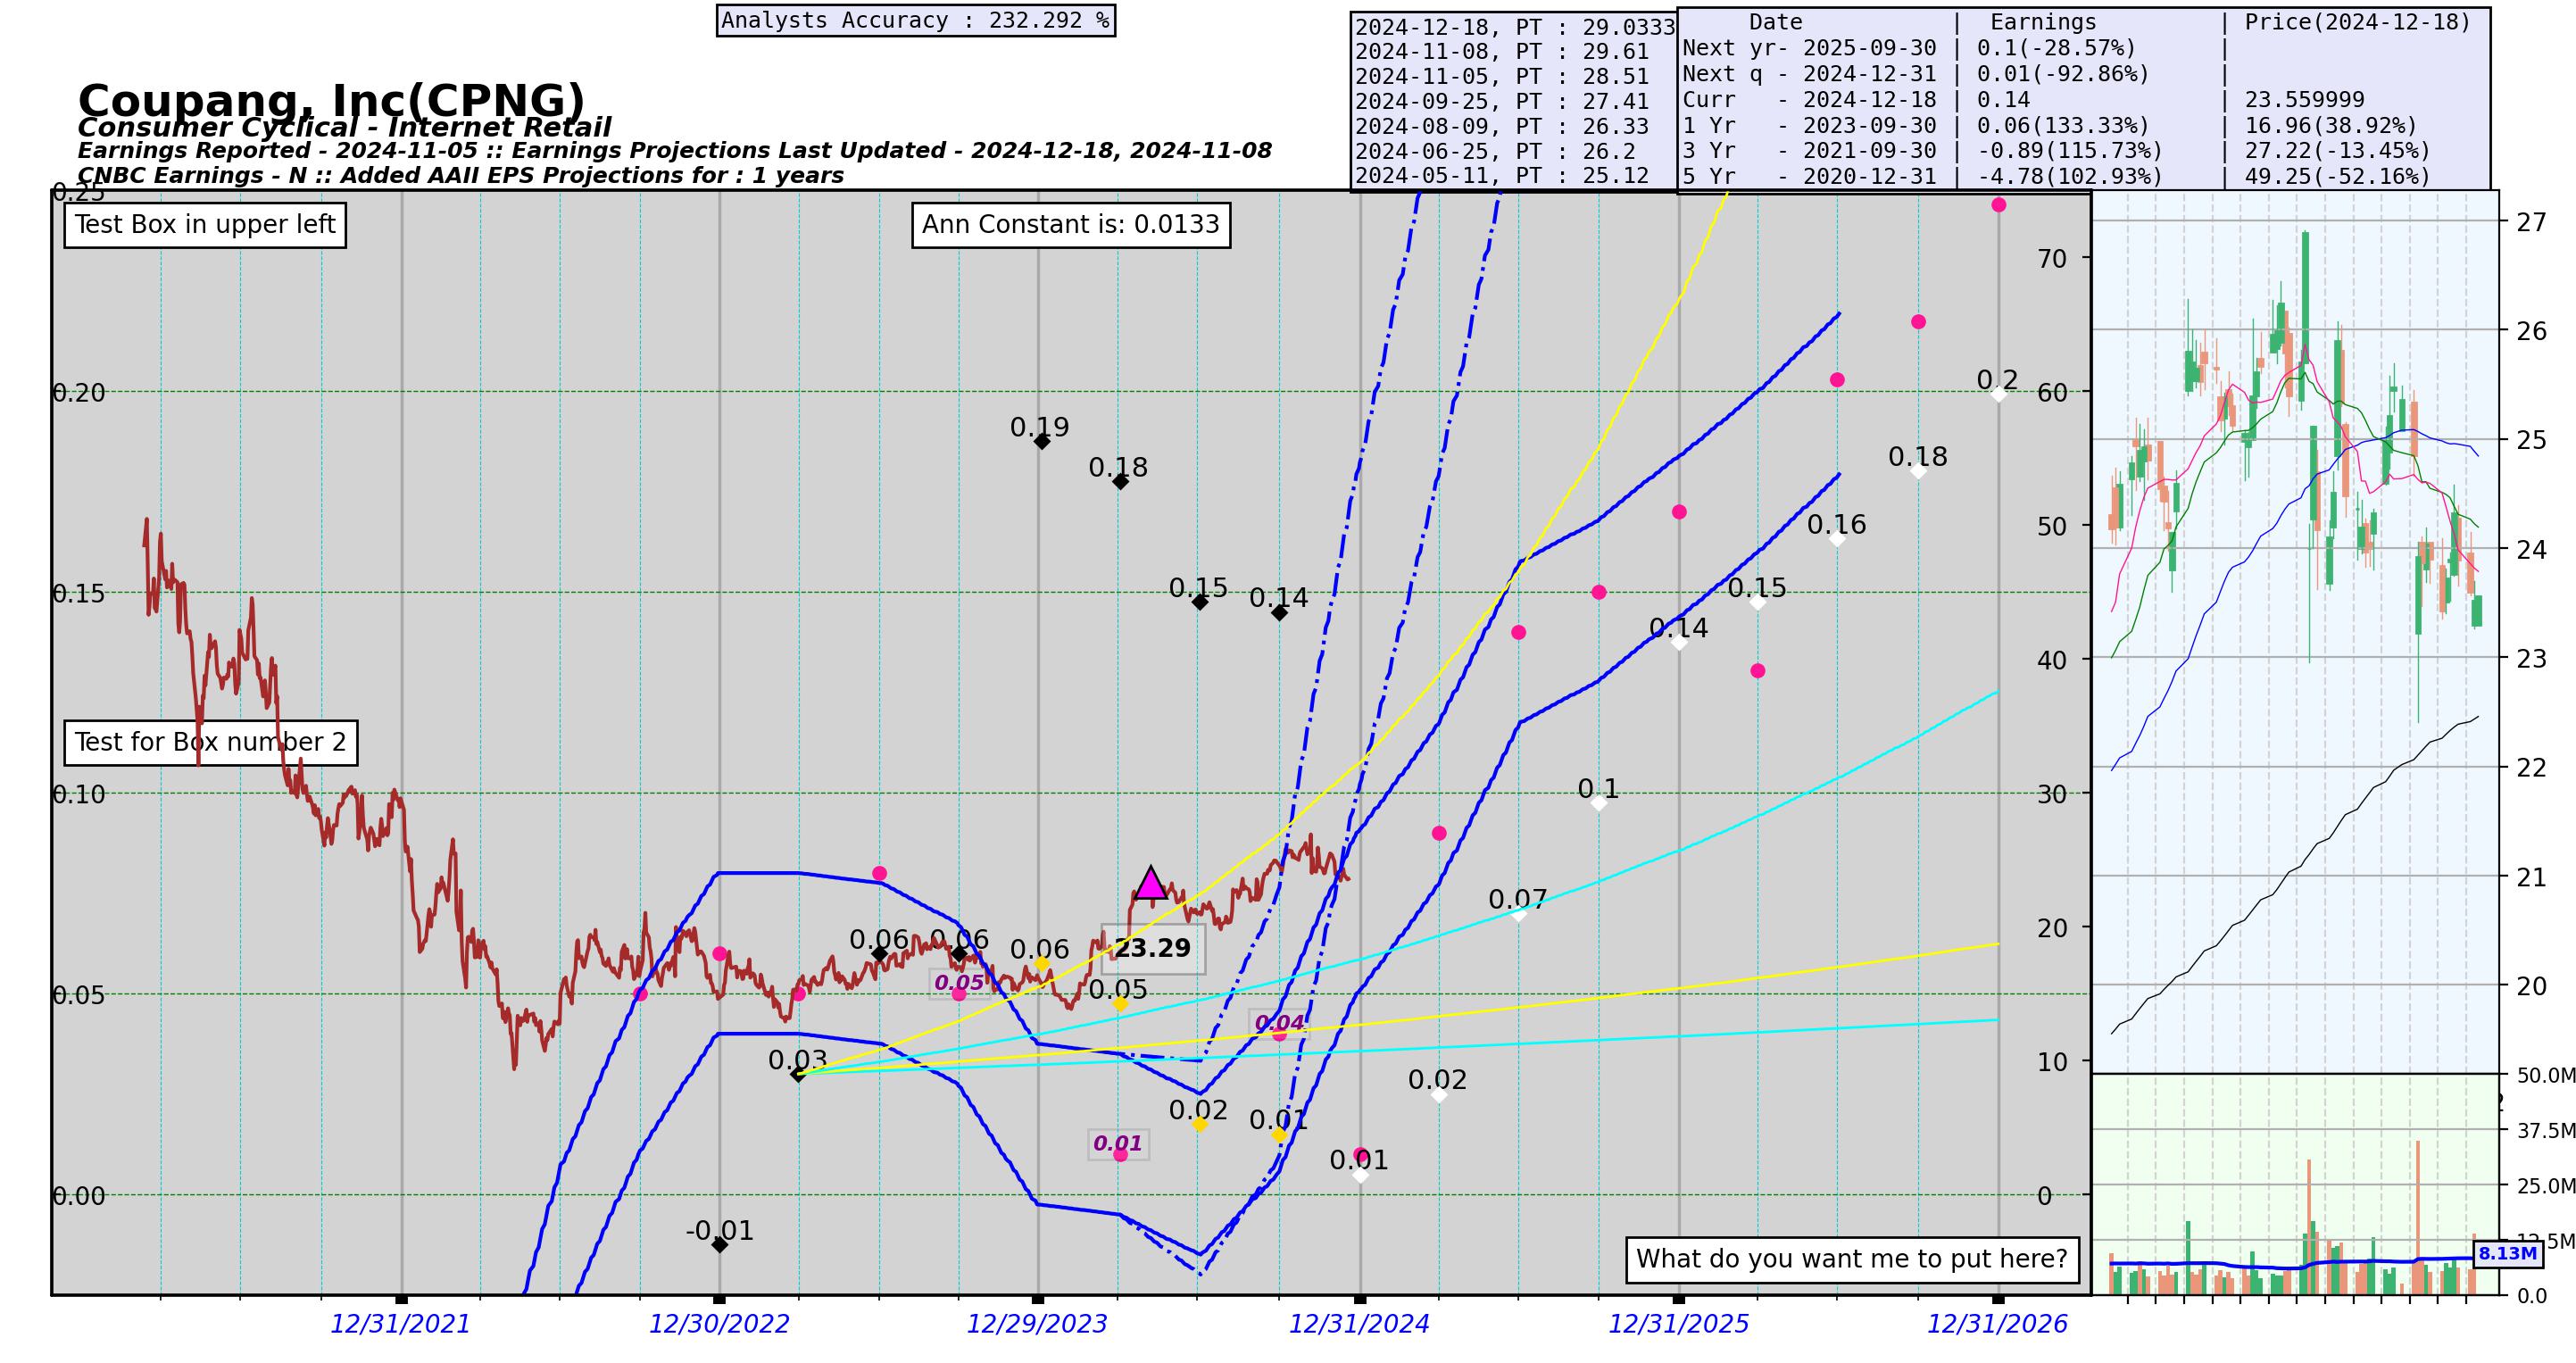 Analysts Accuracy : 232.292 %
2024-12-18, PT : 29.0333
2024-11-08, PT : 29.61
2024-11-05, PT : 28.51
2024-09-25, PT : 27.41
2024-08-09, PT : 26.33
2024-06-25, PT : 26.2
2024-05-11, PT : 25.12
Date | Earnings | Price(2024-12-18)
Next yr- 2025-09-30 | 0.1(-28.57%) |
Next q - 2024-12-31 | 0.01(-92.86%) |
Curr - 2024-12-18 | 0.14 | 23.559999
1 Yr - 2023-09-30 | 0.06(133.33%) | 16.96(38.92%)
3 Yr - 2021-09-30 | -0.89(115.73%) | 27.22(-13.45%)
5 Yr - 2020-12-31 | -4.78(102.93%) | 49.25(-52.16%)
Coupang, Inc(CPNG)
Consumer Cyclical - Internet Retail
Earnings Reported - 2024-11-05 :: Earnings Projections Last Updated - 2024-12-18, 2024-11-08
CNBC Earnings - N :: Added AAII EPS Projections for : 1 years
0.25
Test Box in upper left
Ann Constant is: 0.0133
70
27
26
0.20
0.2
60
0.19
25
0.18
0.18
50
0.16
24
0.15
0.15
0.14
0.15
0.14
40
23
Test for Box number 2
22
0.10
0.1
30
21
0.07
20
0.06
0.06
0.06
23.29
0.05
0.05
0.05
20
0.04
0.03
10
50.0M
0.02
0.02
0.01
0.01
0.01
37.5M
0.00
0
25.0M
-0.01
12.5M
8.13M
What do you want me to put here?
0.0
12/31/2021
12/30/2022
12/29/2023
12/31/2024
12/31/2025
12/31/2026